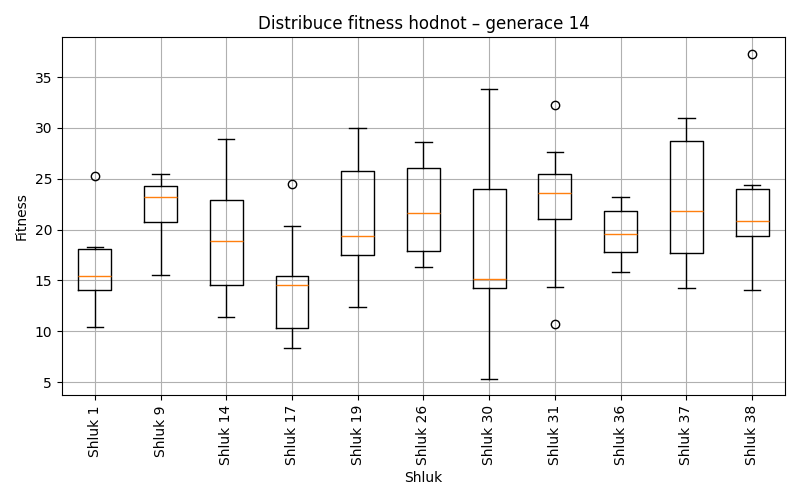 Distribuce fitness hodnot – generace 14
Fitness
35
30
25
20
15
10
5
Shluk 1
Shluk 9
Shluk 14
Shluk 17
Shluk 19
Shluk 26
Shluk 30
Shluk 31
Shluk 36
Shluk 37
Shluk 38
Shluk